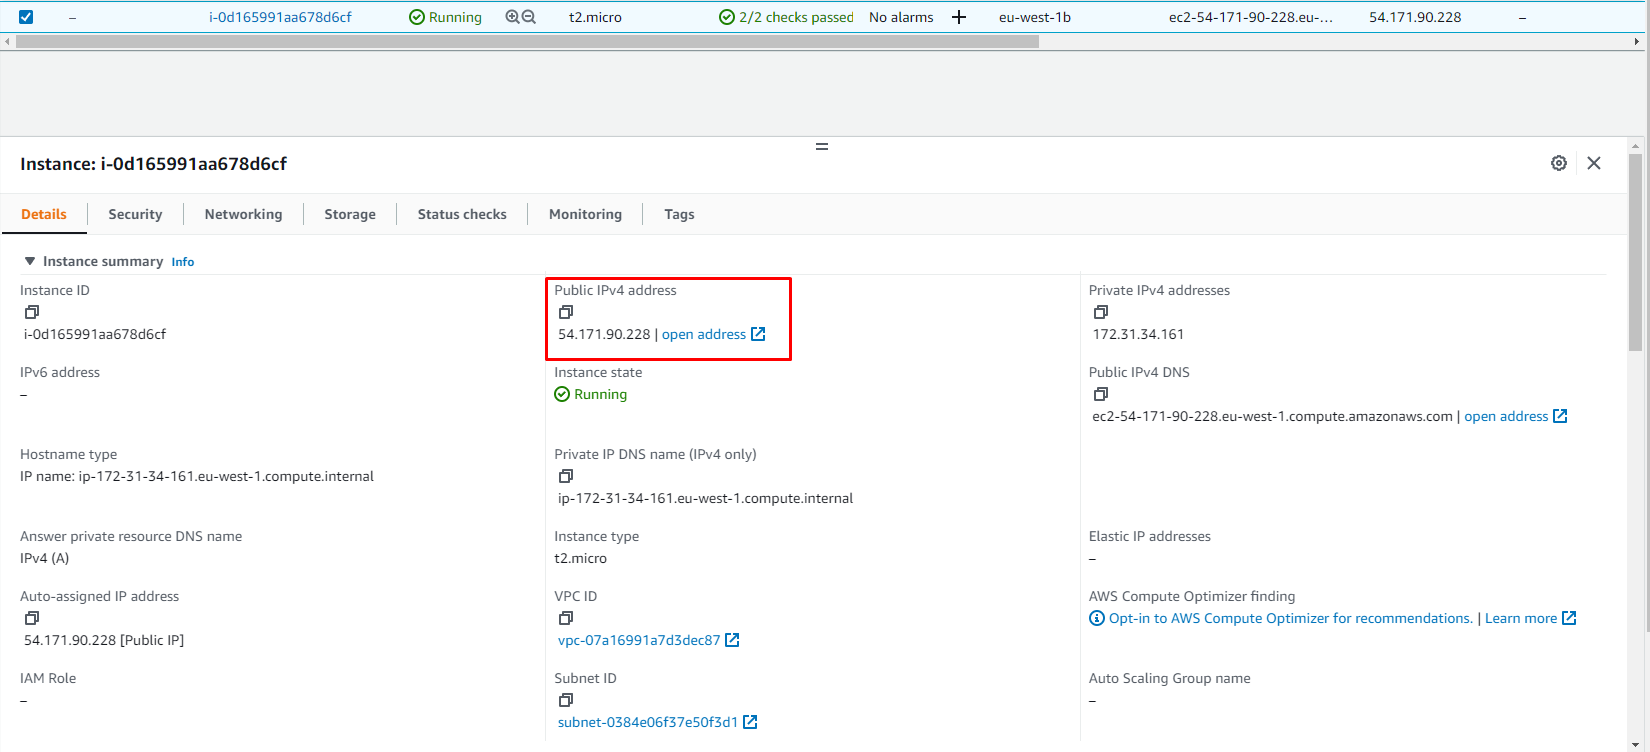 – i-0d165991aa678d6cf Running t2.micro 2/2 checks passed No alarms + eu-west-1b ec2-54-171-90-228.eu-... 54.171.90.228 –
Instance: i-0d165991aa678d6cf
Details Security Networking Storage Status checks Monitoring Tags
Instance summary Info
Instance ID
i-0d165991aa678d6cf
Public IPv4 address
54.171.90.228 | open address
Private IPv4 addresses
172.31.34.161
IPv6 address
–
Instance state
Running
Public IPv4 DNS
ec2-54-171-90-228.eu-west-1.compute.amazonaws.com | open address
Hostname type
IP name: ip-172-31-34-161.eu-west-1.compute.internal
Private IP DNS name (IPv4 only)
ip-172-31-34-161.eu-west-1.compute.internal
Answer private resource DNS name
IPv4 (A)
Instance type
t2.micro
Elastic IP addresses
–
Auto-assigned IP address
54.171.90.228 [Public IP]
VPC ID
vpc-07a16991a7d3dec87
AWS Compute Optimizer finding
Opt-in to AWS Compute Optimizer for recommendations. | Learn more
IAM Role
–
Subnet ID
subnet-0384e06f37e50f3d1
Auto Scaling Group name
–